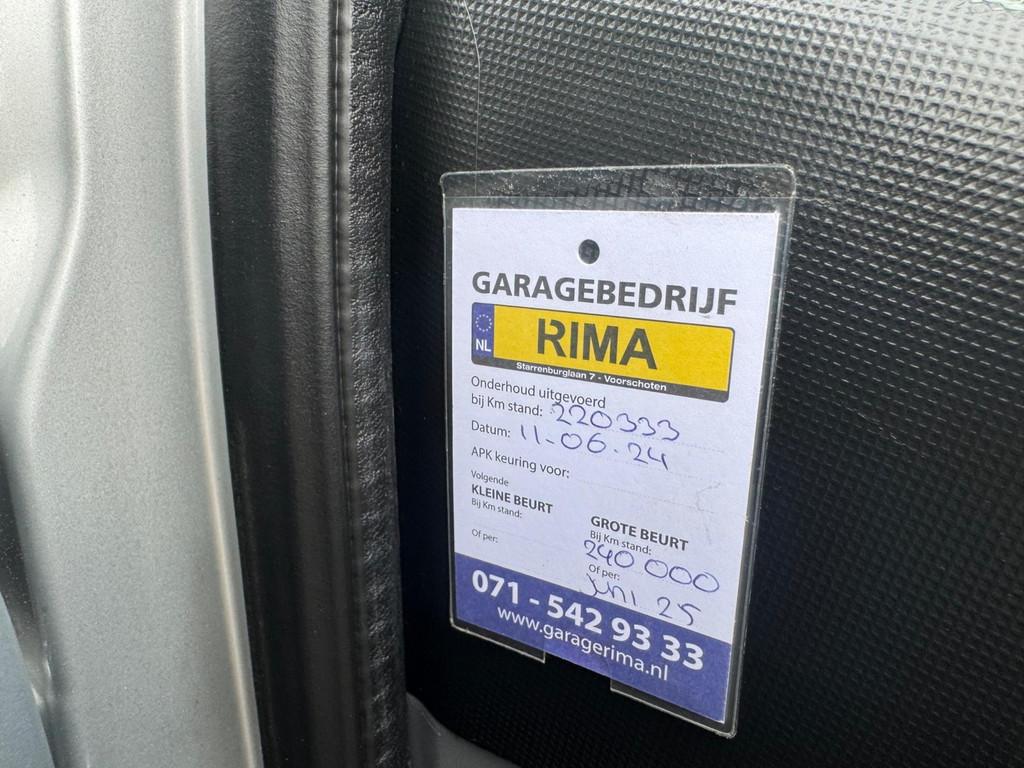 GARAGEBEDRIJF
NL RIMA
Starrenburglaan 7 - Voorschoten
Onderhoud uitgevoerd
bij Km stand: 220333
Datum: 11-06-24
APK keuring voor:
Volgende
KLEINE BEURT
Bij Km stand:
Of per:
GROTE BEURT
Bij Km stand:
240 000
Of per:
juni 25
071 - 542 93 33
www.garagerima.nl